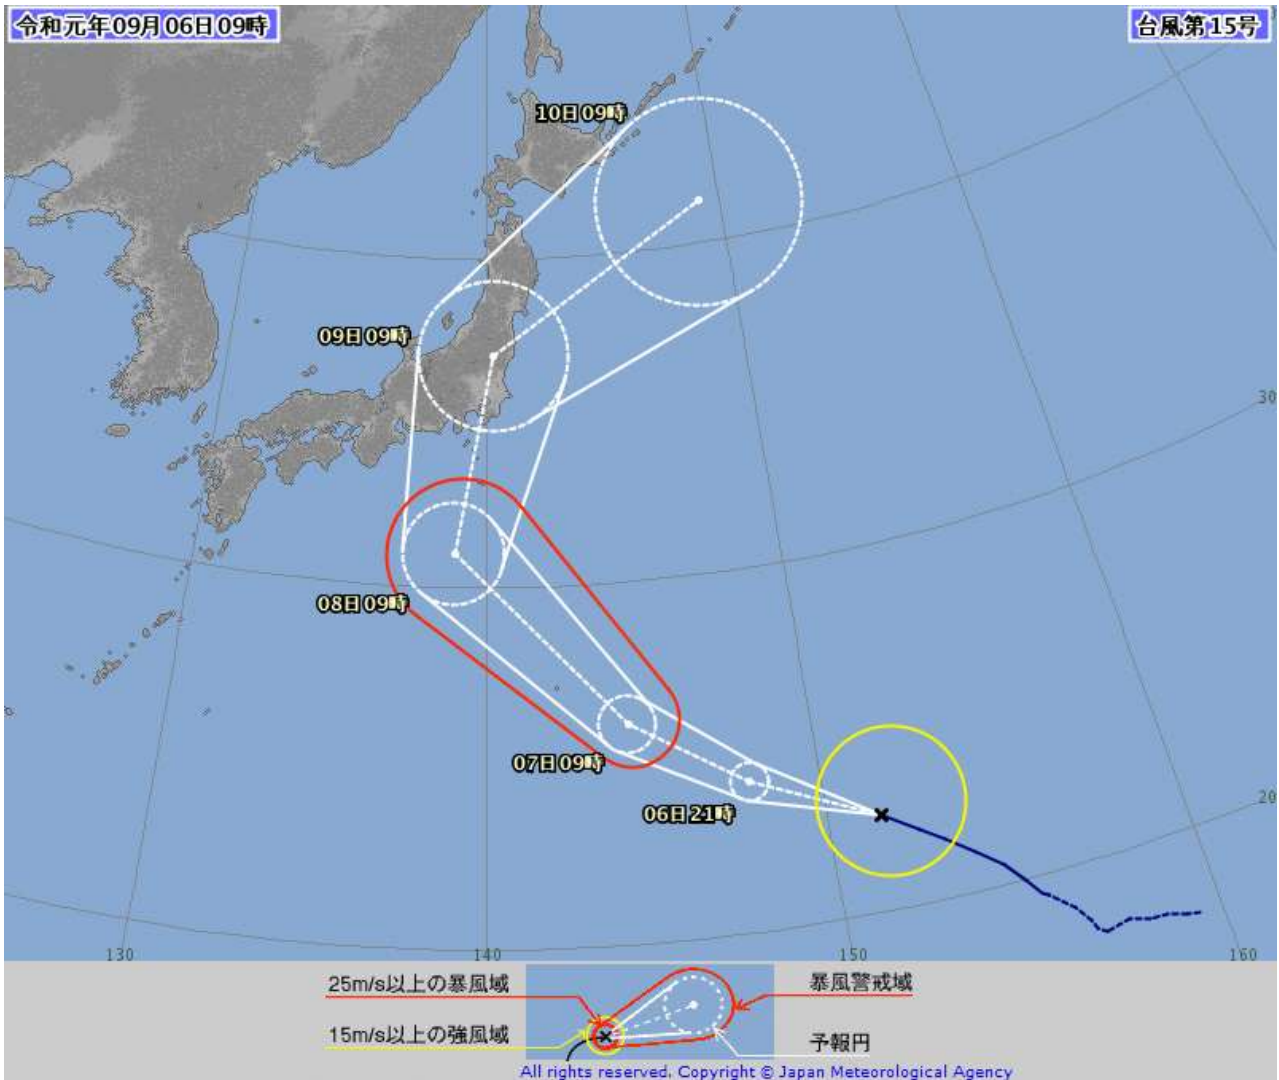 令和元年09月06日09時
台風第15号
10日09時
09日09時
30
08日09時
07日09時
06日21時
20
130
140
150
160
25m/s以上の暴風域
暴風警戒域
15m/s以上の強風域
予報円
All rights reserved. Copyright © Japan Meteorological Agency